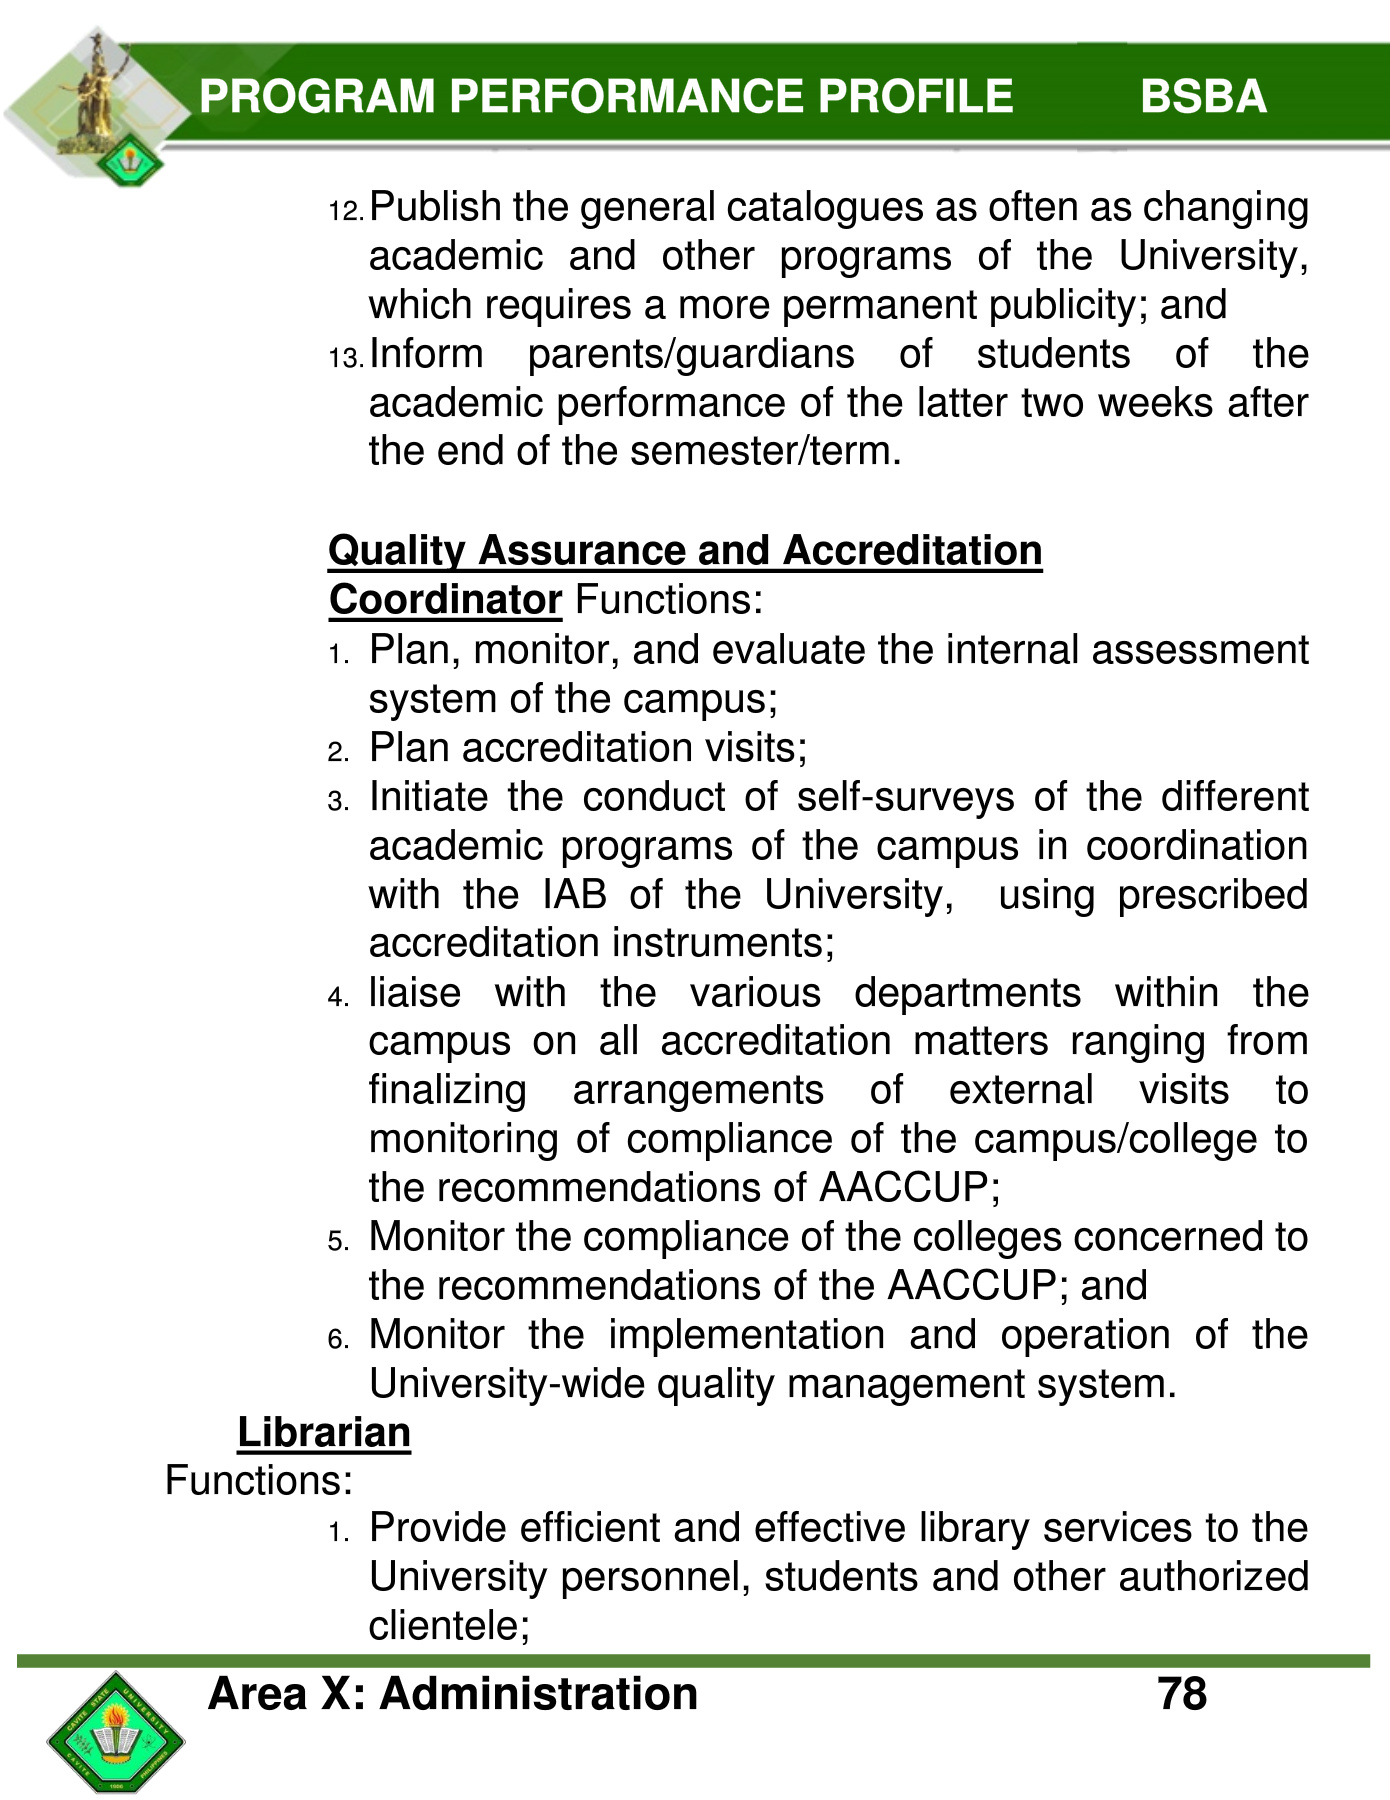 PROGRAM PERFORMANCE PROFILE BSBA
12. Publish the general catalogues as often as changing
academic and other programs of the University,
which requires a more permanent publicity; and
13. Inform parents/guardians of students of the
academic performance of the latter two weeks after
the end of the semester/term.
Quality Assurance and Accreditation
Coordinator Functions:
1. Plan, monitor, and evaluate the internal assessment
system of the campus;
2. Plan accreditation visits;
3. Initiate the conduct of self-surveys of the different
academic programs of the campus in coordination
with the IAB of the University, using prescribed
accreditation instruments;
4. liaise with the various departments within the
campus on all accreditation matters ranging from
finalizing arrangements of external visits to
monitoring of compliance of the campus/college to
the recommendations of AACCUP;
5. Monitor the compliance of the colleges concerned to
the recommendations of the AACCUP; and
6. Monitor the implementation and operation of the
University-wide quality management system.
Librarian
Functions:
1. Provide efficient and effective library services to the
University personnel, students and other authorized
clientele;
Area X: Administration 78
CAVITE STATE UNIVERSITY
CAVITE PHILIPPINES